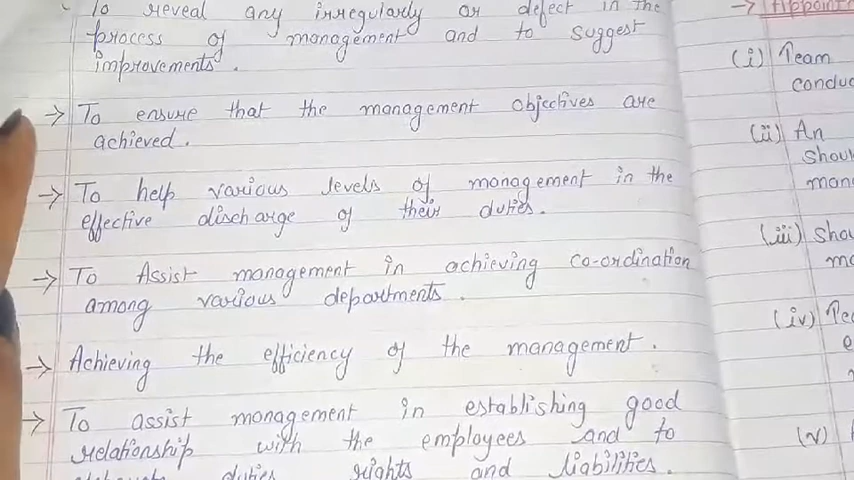 To reveal any irregularly or defect in the
process of management and to suggest
improvements.
→ To ensure that the management objectives are
achieved.
→ To help various levels of management in the
effective discharge of their duties.
→ To Assist management in achieving co-ordination
among various departments.
→ Achieving the efficiency of the management.
→ To assist management in establishing good
relationship with the employees and to
duties rights and liabilities.
→ Appoint
(i) Team
conduc
(ii) An
shoul
man
(iii) Shou
ma
(iv) Tea
e
(v)